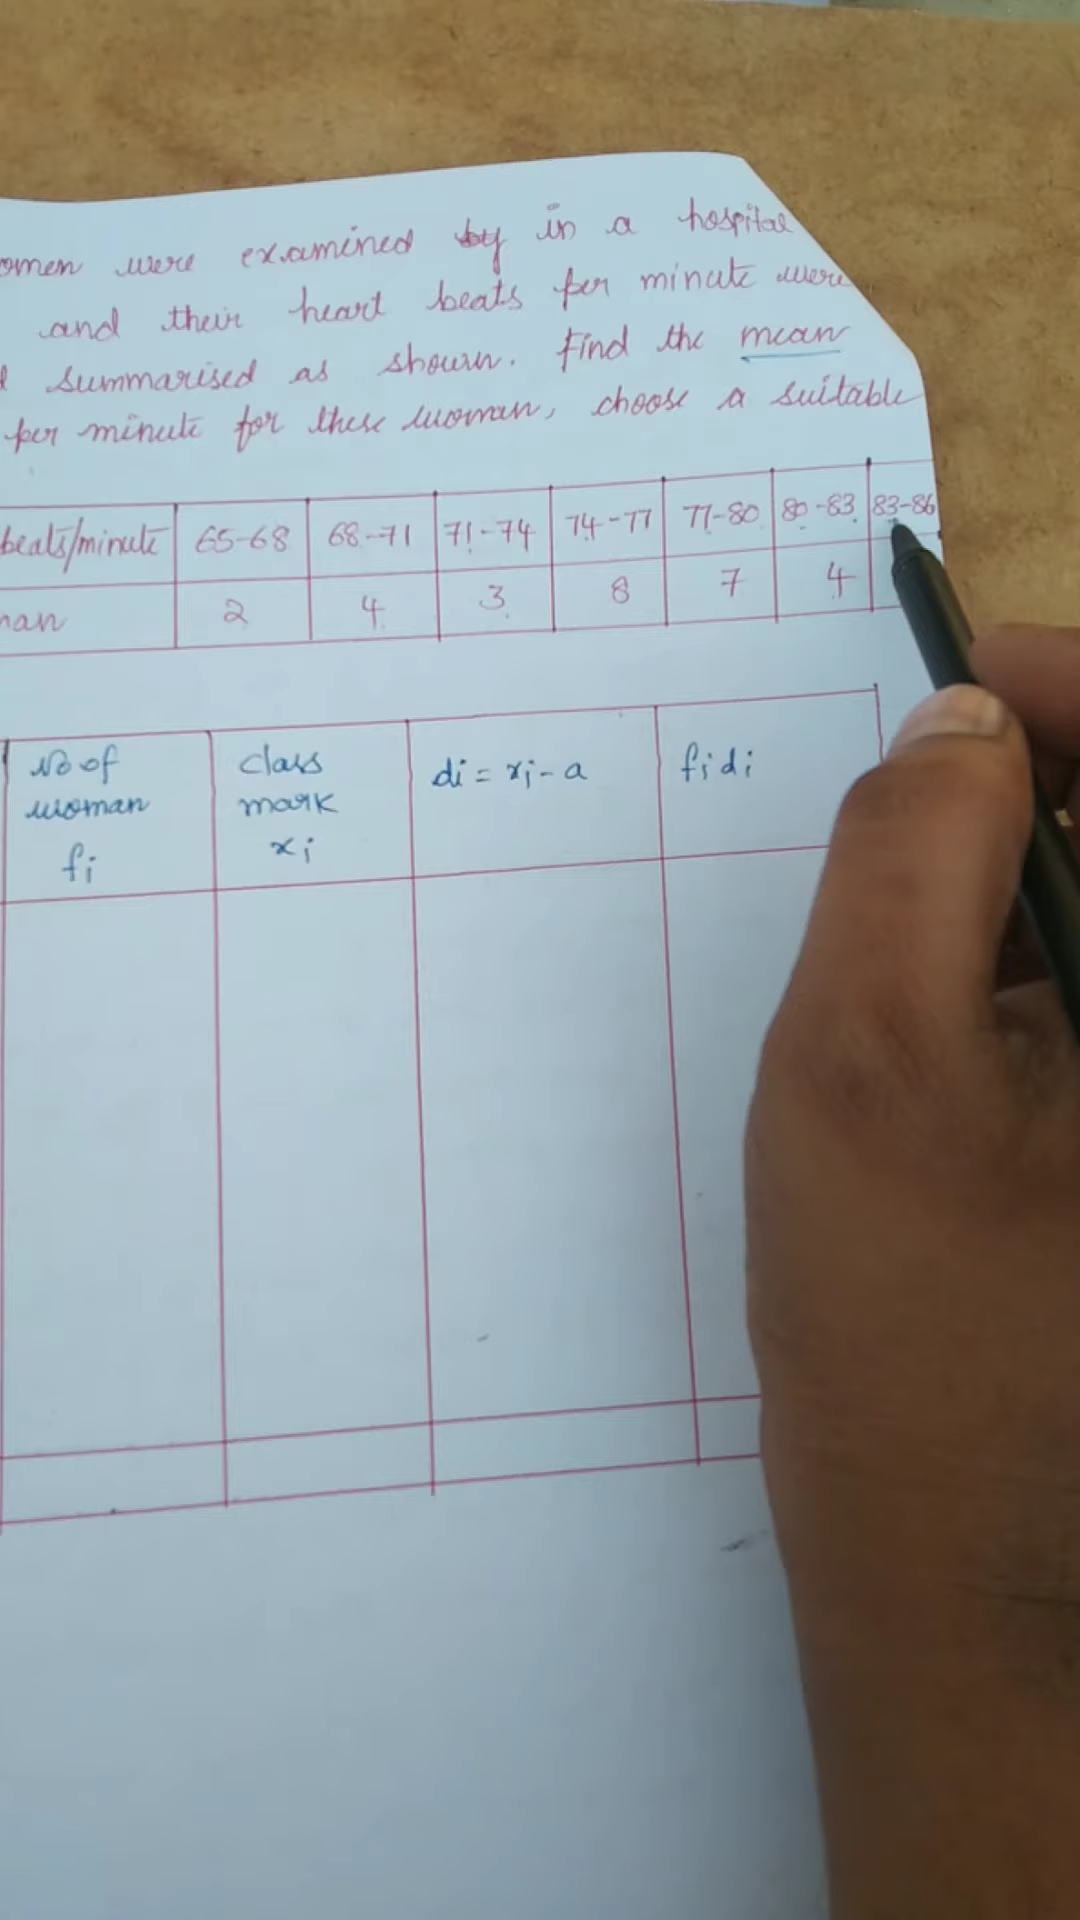 women were examined by in a hospital
and their heart beats per minute were
summarised as shown. Find the mean
per minute for these woman, choose a suitable
beats/minute 65-68 68-71 71-74 74-77 77-80 80-83 83-86
2 4 3 8 7 4
No of woman fi class mark xi di = xi - a fidi